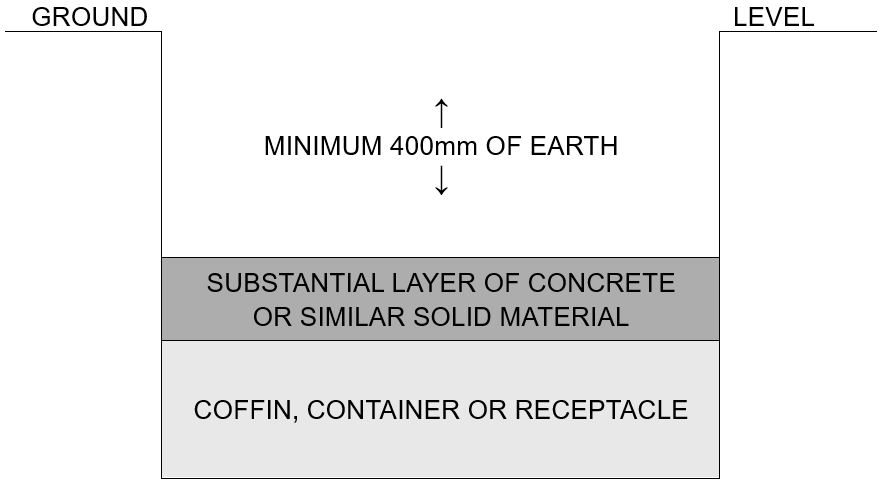 GROUND LEVEL
MINIMUM 400mm OF EARTH
SUBSTANTIAL LAYER OF CONCRETE
OR SIMILAR SOLID MATERIAL
COFFIN, CONTAINER OR RECEPTACLE